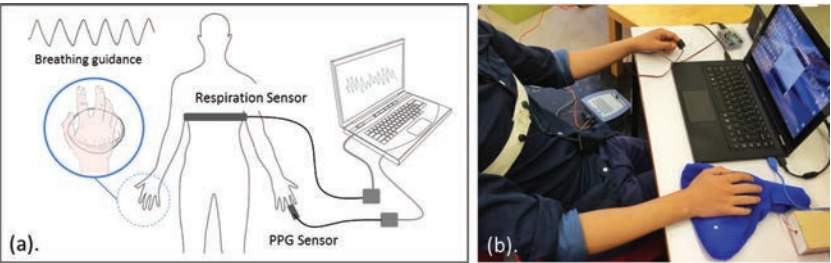 Breathing guidance
Respiration Sensor
PPG Sensor
(a).
(b).